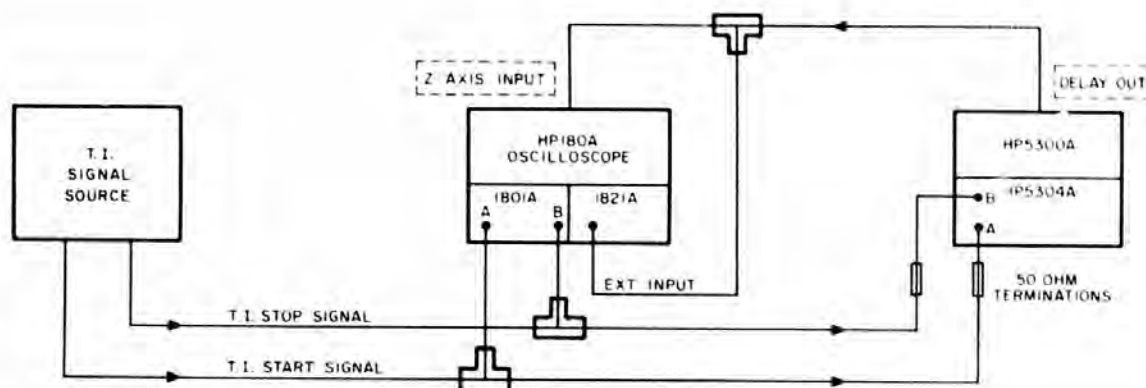 Z AXIS INPUT
DELAY OUT
T.I.
SIGNAL
SOURCE
HP180A
OSCILLOSCOPE
1801A
1821A
A
B
HP5300A
HP5304A
B
A
EXT INPUT
50 OHM
TERMINATIONS
T.I. STOP SIGNAL
T.I. START SIGNAL